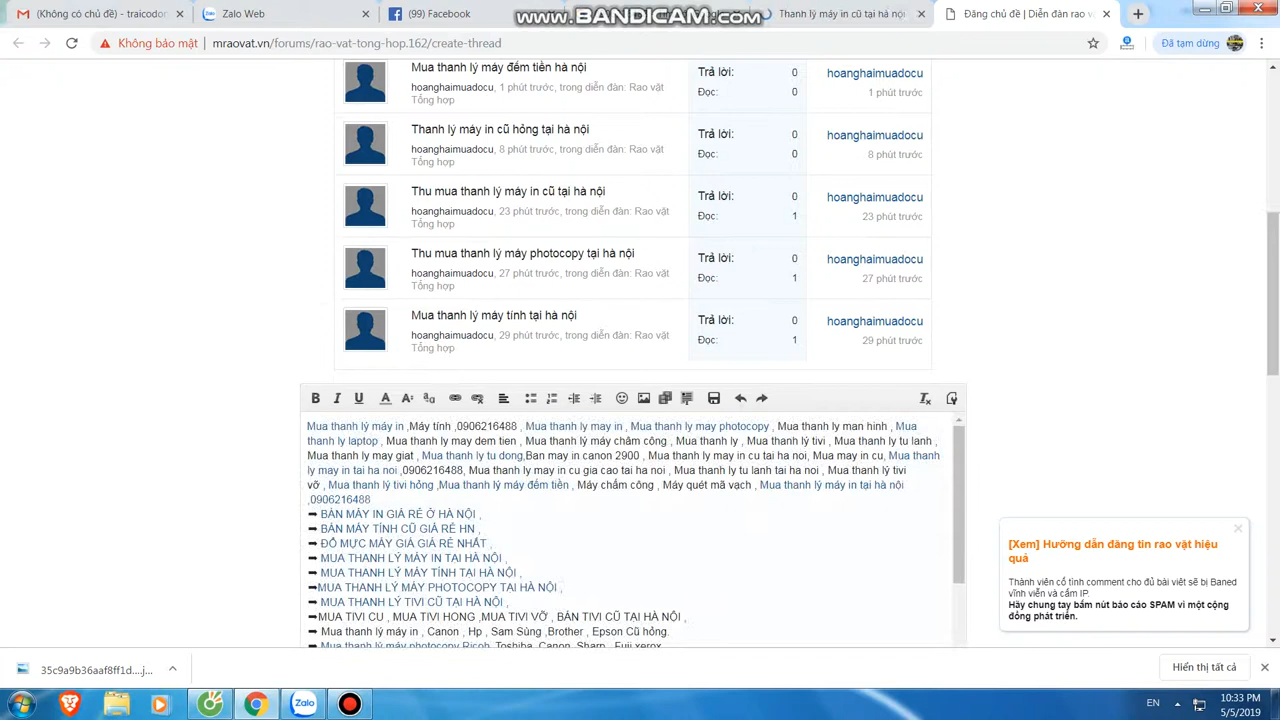 (Không có chủ đề) - traicodon
Zalo Web
(99) Facebook
www.BANDICAM.com
Thanh lý máy in cũ tại hà nội
Đăng chủ đề | Diễn đàn rao v
Không bảo mật
mraovat.vn/forums/rao-vat-tong-hop.162/create-thread
Đã tạm dừng
Mua thanh lý máy đếm tiền hà nội
hoanghaimuadocu, 1 phút trước, trong diễn đàn: Rao vặt
Tổng hợp
Trả lời: 0
Đọc: 0
hoanghaimuadocu
1 phút trước
Thanh lý máy in cũ hỏng tại hà nội
hoanghaimuadocu, 8 phút trước, trong diễn đàn: Rao vặt
Tổng hợp
Trả lời: 0
Đọc: 0
hoanghaimuadocu
8 phút trước
Thu mua thanh lý máy in cũ tại hà nội
hoanghaimuadocu, 23 phút trước, trong diễn đàn: Rao vặt
Tổng hợp
Trả lời: 0
Đọc: 1
hoanghaimuadocu
23 phút trước
Thu mua thanh lý máy photocopy tại hà nội
hoanghaimuadocu, 27 phút trước, trong diễn đàn: Rao vặt
Tổng hợp
Trả lời: 0
Đọc: 1
hoanghaimuadocu
27 phút trước
Mua thanh lý máy tính tại hà nội
hoanghaimuadocu, 29 phút trước, trong diễn đàn: Rao vặt
Tổng hợp
Trả lời: 0
Đọc: 1
hoanghaimuadocu
29 phút trước
Mua thanh lý máy in ,Máy tính ,0906216488 , Mua thanh ly may in , Mua thanh ly may photocopy , Mua thanh ly man hinh , Mua
thanh ly laptop , Mua thanh ly may dem tien , Mua thanh lý máy châm công , Mua thanh ly , Mua thanh lý tivi , Mua thanh ly tu lanh ,
Mua thanh ly may giat , Mua thanh ly tu dong,Ban may in canon 2900 , Mua thanh ly may in cu tai ha noi, Mua may in cu, Mua thanh
ly may in tai ha noi ,0906216488, Mua thanh ly may in cu gia cao tai ha noi , Mua thanh ly tu lanh tai ha noi , Mua thanh lý tivi
vỡ , Mua thanh lý tivi hỏng ,Mua thanh lý máy đếm tiền , Máy chấm công , Máy quét mã vạch , Mua thanh lý máy in tại hà nội
,0906216488
➡ BÁN MÁY IN GIÁ RẺ Ở HÀ NỘI ,
➡ BÁN MÁY TÍNH CŨ GIÁ RẺ HN ,
➡ ĐỔ MỰC MÁY GIÁ GIÁ RẺ NHẤT ,
➡ MUA THANH LÝ MÁY IN TẠI HÀ NỘI ,
➡ MUA THANH LÝ MÁY TÍNH TẠI HÀ NỘI ,
➡MUA THANH LÝ MÁY PHOTOCOPY TẠI HÀ NỘI ,
➡ MUA THANH LÝ TIVI CŨ TẠI HÀ NỘI ,
➡MUA TIVI CU , MUA TIVI HONG ,MUA TIVI VỠ , BÁN TIVI CŨ TẠI HÀ NỘI ,
➡ Mua thanh lý máy in , Canon , Hp , Sam Sùng ,Brother , Epson Cũ hỏng.
➡ Mua thanh lý máy photocopy Ricoh, Toshiba, Canon, Sharp , Fuji xerox
[Xem] Hướng dẫn đăng tin rao vặt hiệu
quả
Thành viên cố tình comment cho đủ bài viết sẽ bị Baned
vĩnh viễn và cấm IP.
Hãy chung tay bấm nút báo cáo SPAM vì một cộng
đồng phát triển.
35c9a9b36aaf8ff1d....j...
Hiển thị tất cả
Zalo
EN
10:33 PM
5/5/2019